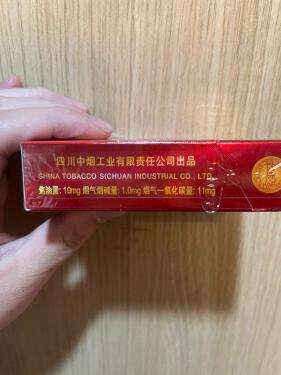 四川中烟工业有限责任公司出品
CHINA TOBACCO SICHUAN INDUSTRIAL CO., LTD.
焦油量: 10mg 烟气烟碱量: 1.0mg 烟气一氧化碳量: 11mg